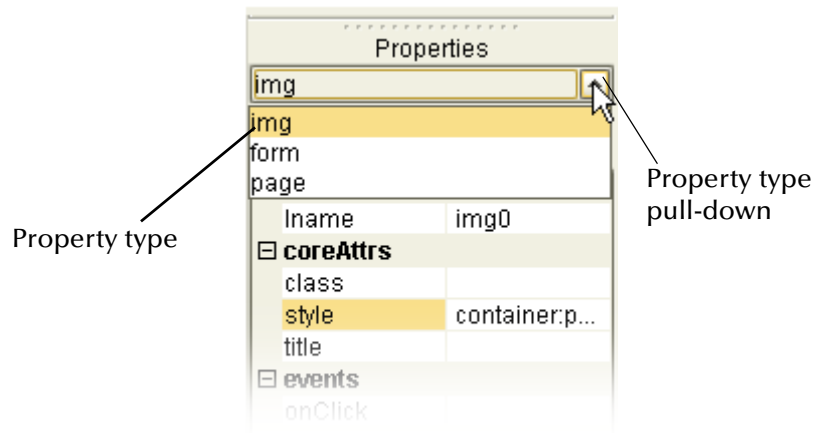 Properties
img
img
form
page
Property type
pull-down
Property type
lname img0
coreAttrs
class
style container:p...
title
events
onClick